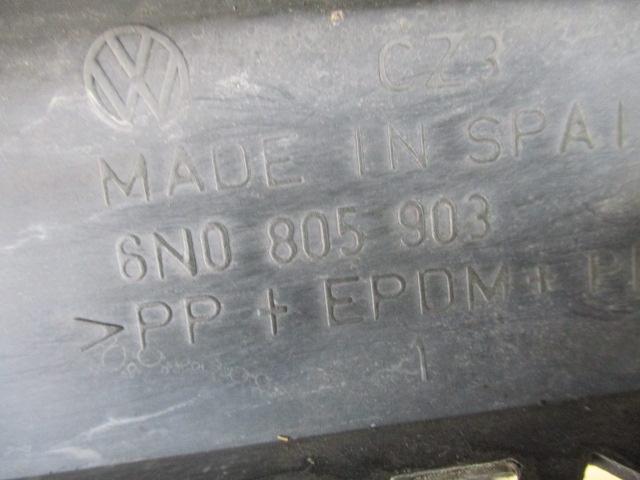 CZ3
MADE IN SPAI
6N0 805 903
>PP + EPDM + P
1